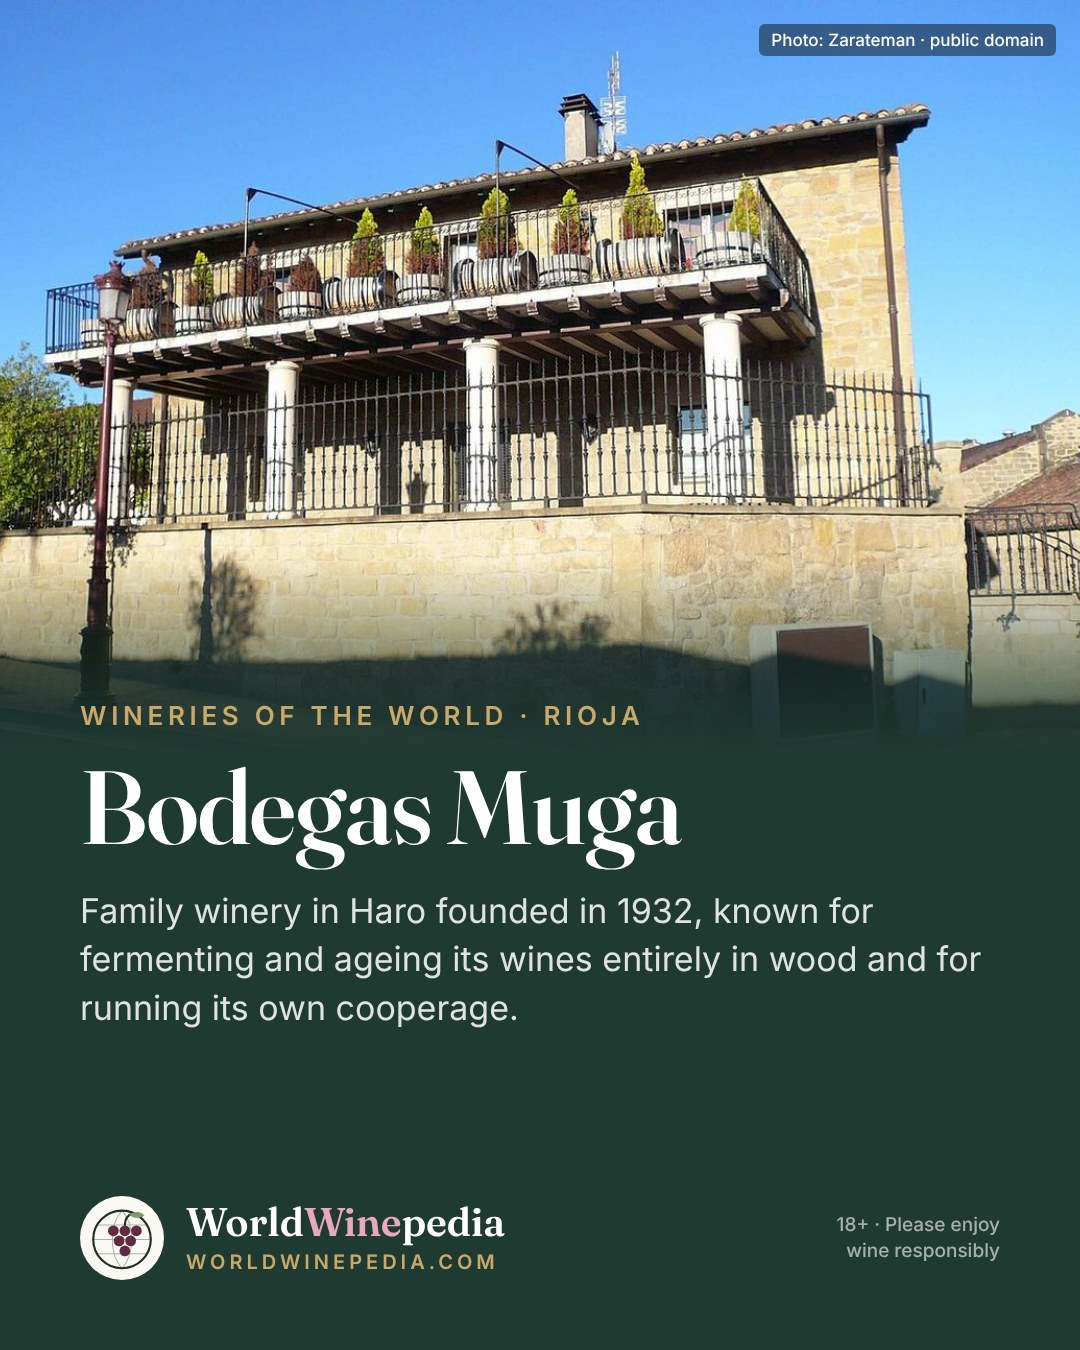 Photo: Zarateman · public domain
WINERIES OF THE WORLD · RIOJA
Bodegas Muga
Family winery in Haro founded in 1932, known for
fermenting and ageing its wines entirely in wood and for
running its own cooperage.
WorldWinepedia
WORLDWINEPEDIA.COM
18+ · Please enjoy
wine responsibly